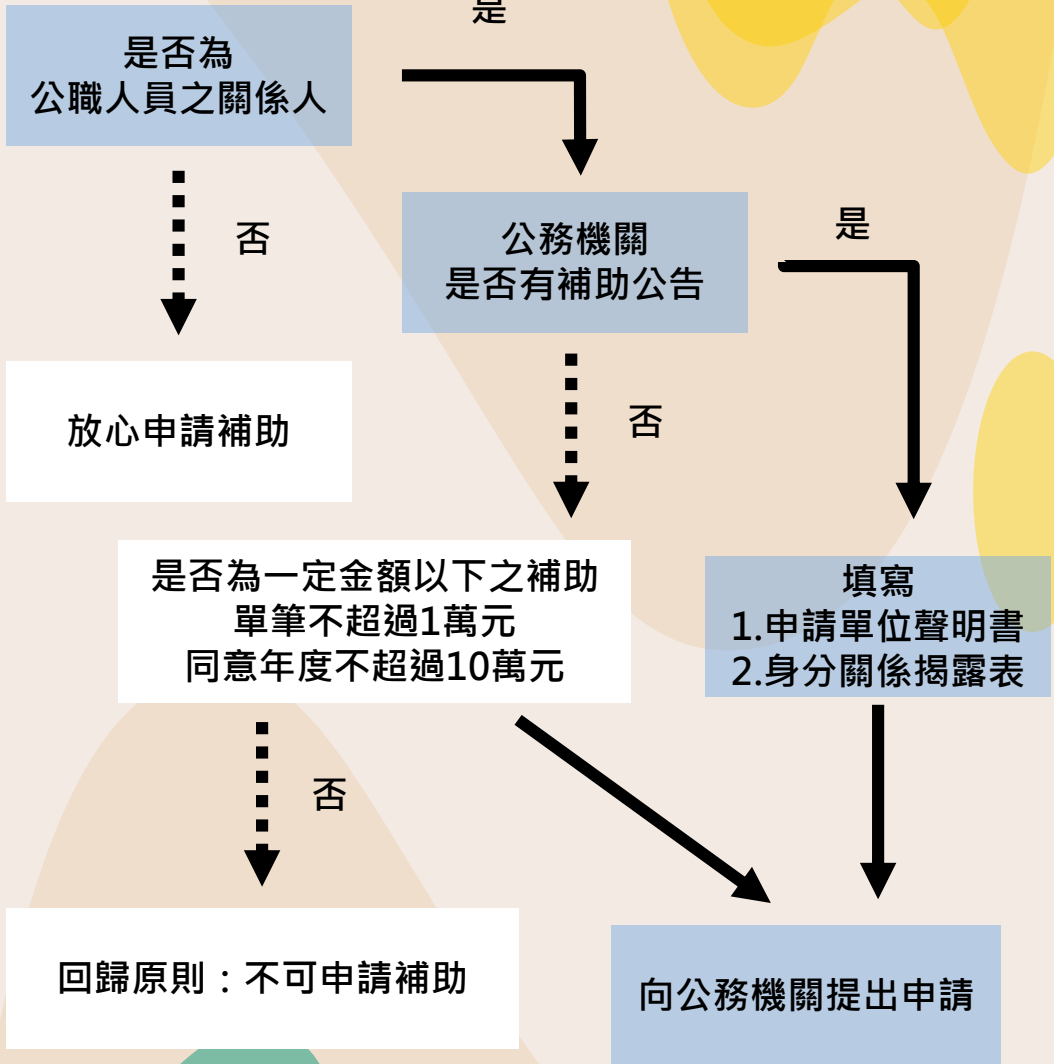 是
是否為
公職人員之關係人
否
公務機關
是否有補助公告
是
放心申請補助
否
是否為一定金額以下之補助
單筆不超過1萬元
同意年度不超過10萬元
填寫
1.申請單位聲明書
2.身分關係揭露表
否
回歸原則：不可申請補助
向公務機關提出申請